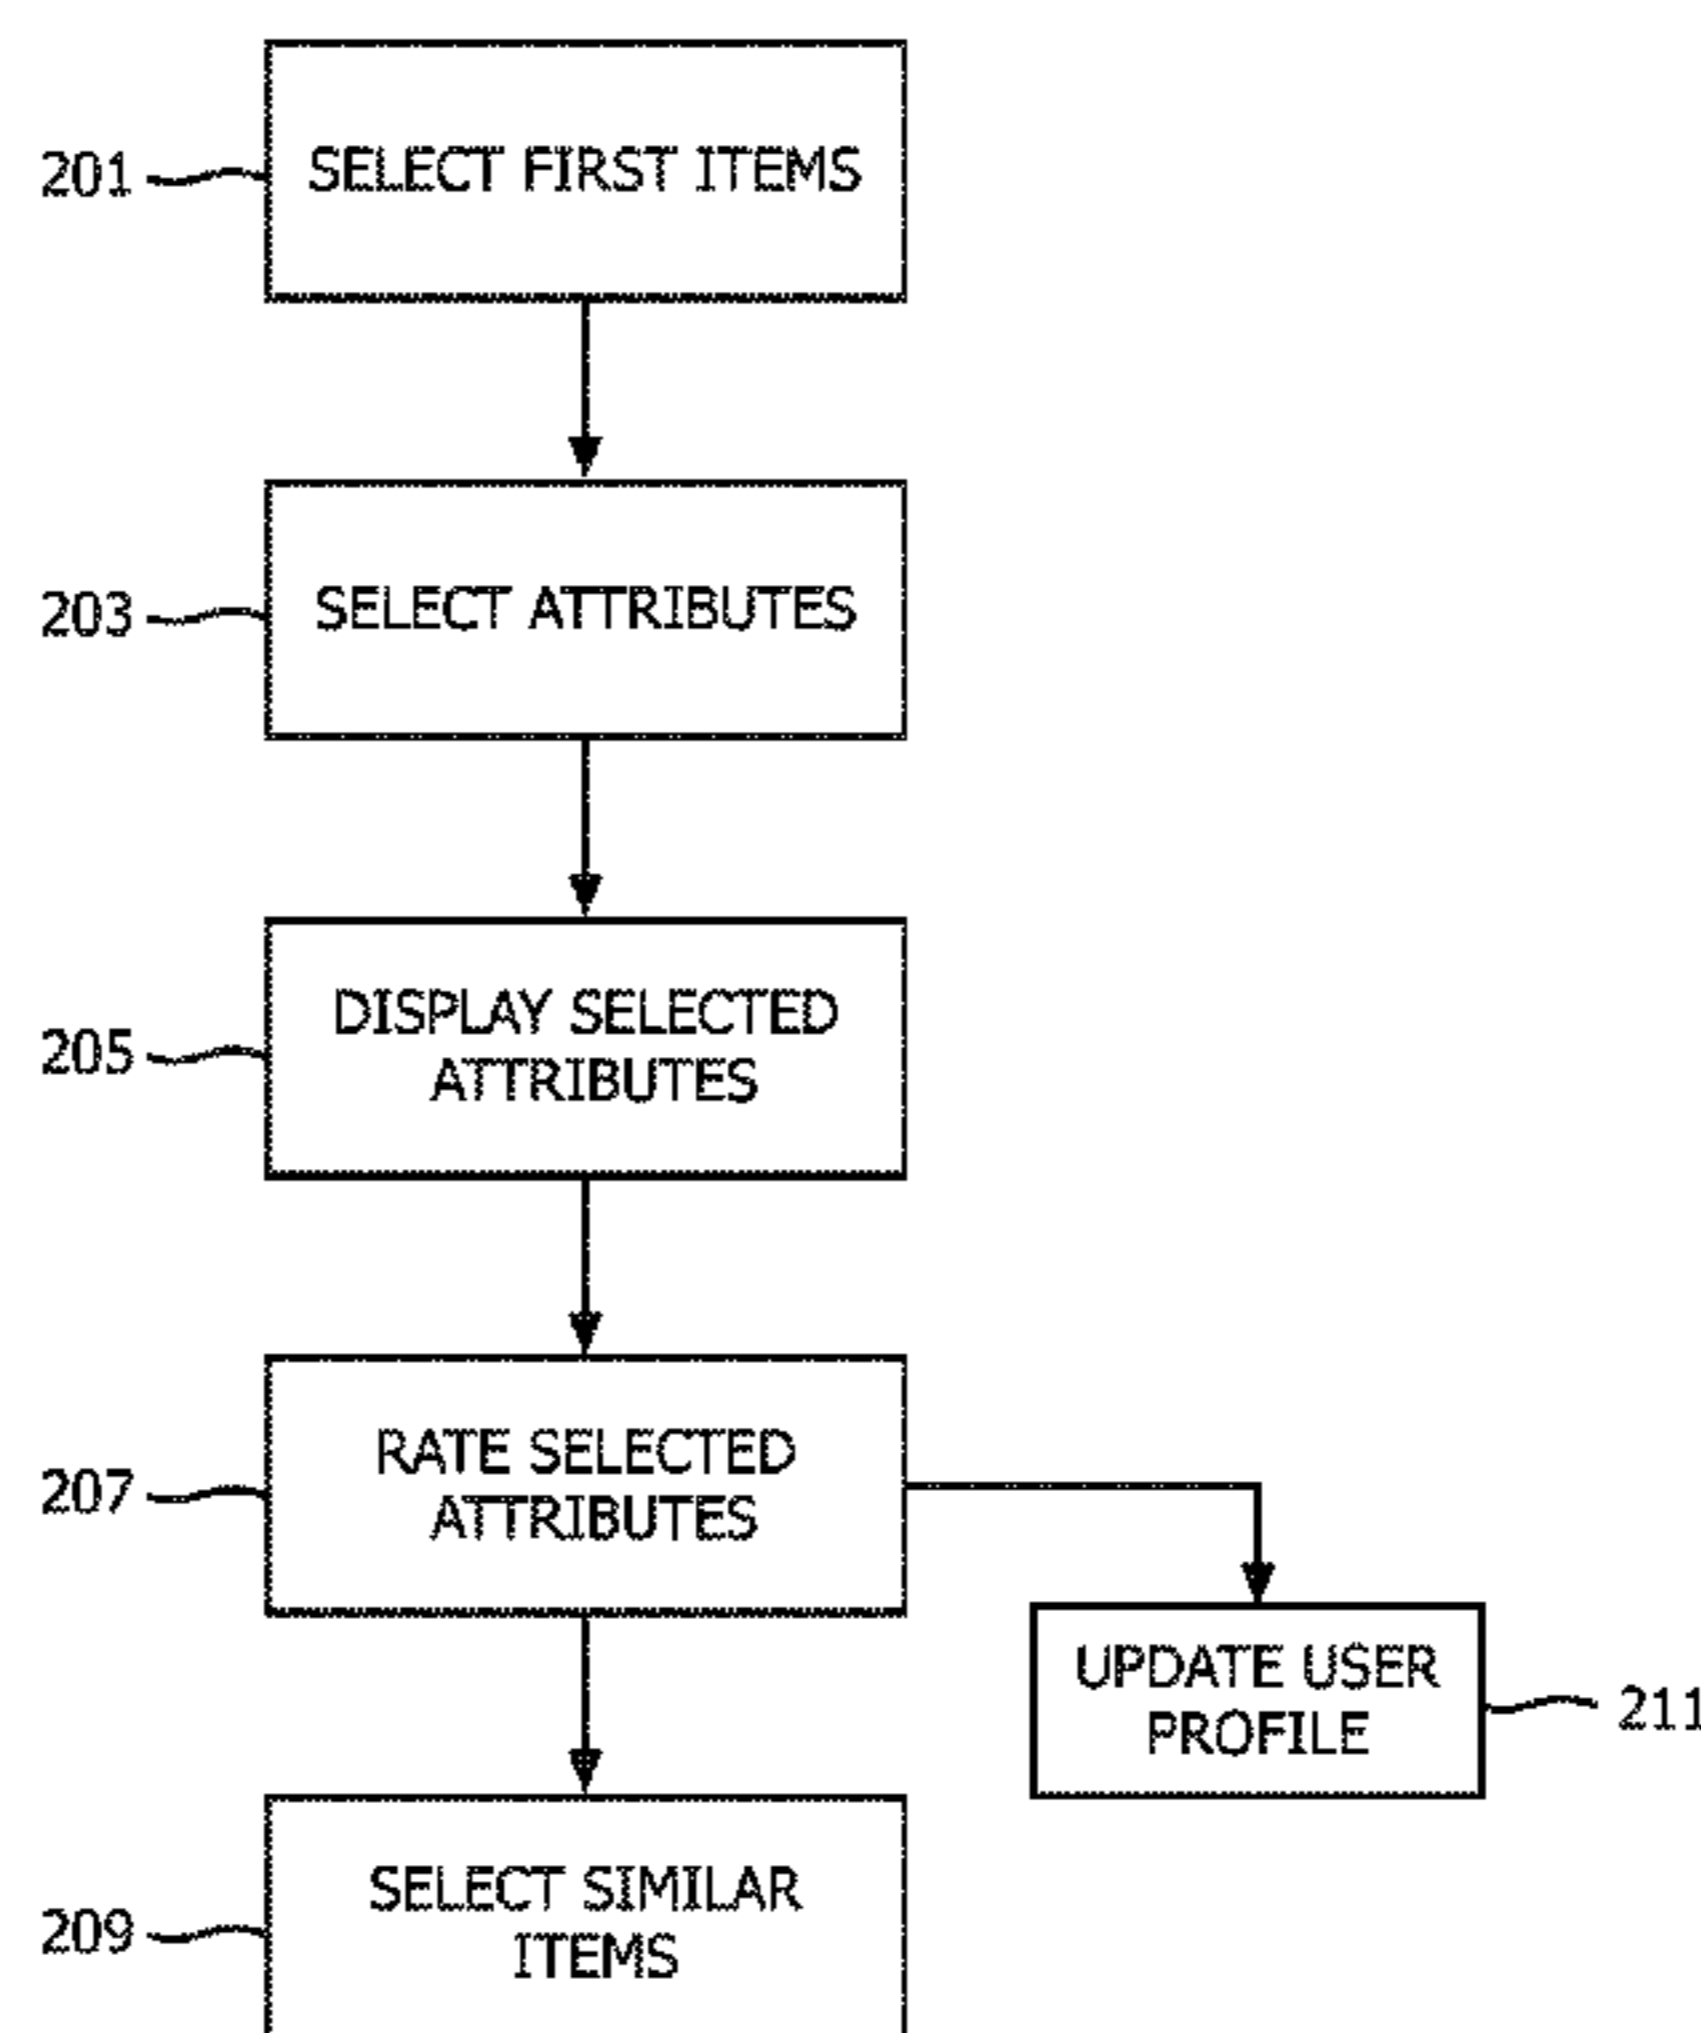 201
SELECT FIRST ITEMS
203
SELECT ATTRIBUTES
205
DISPLAY SELECTED
ATTRIBUTES
207
RATE SELECTED
ATTRIBUTES
UPDATE USER
PROFILE
211
209
SELECT SIMILAR
ITEMS